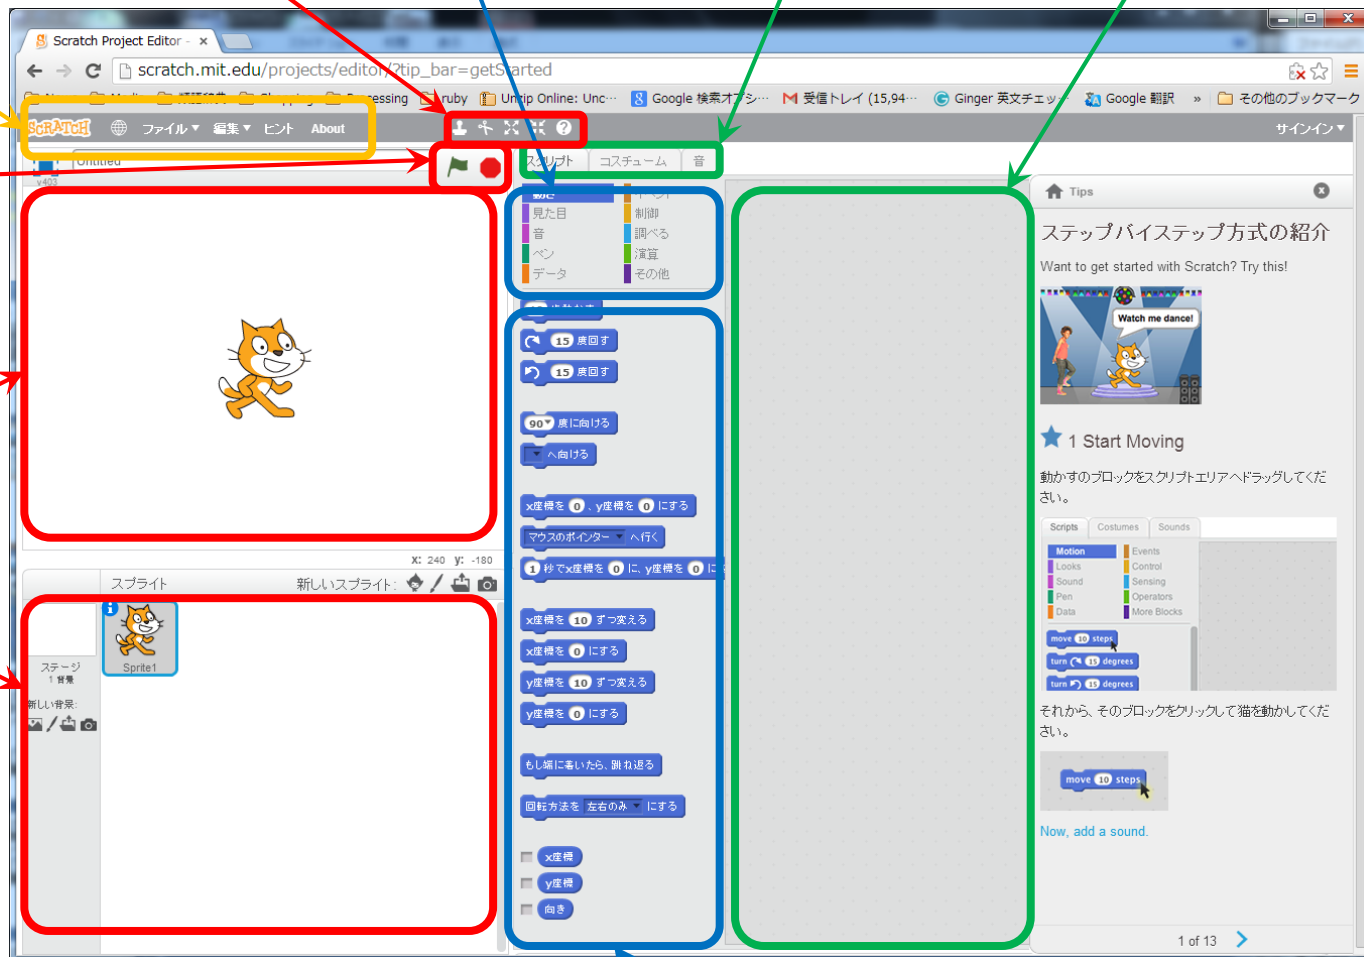 Scratch Project Editor -
scratch.mit.edu/projects/editor/?tip_bar=getStarted
ruby
Unzip Online: Unc…
Google 検索オプシ…
受信トレイ (15,94…
Ginger 英文チェッ…
Google 翻訳
»
その他のブックマーク
SCRATCH
ファイル
編集
ヒント
About
サインイン
Untitled
v403
スクリプト
コスチューム
音
動き
イベント
見た目
制御
音
調べる
ペン
演算
データ
その他
15 度回す
15 度回す
90 度に向ける
へ向ける
x座標を 0 、y座標を 0 にする
マウスのポインター へ行く
1 秒でx座標を 0 に、y座標を 0 に
x座標を 10 ずつ変える
x座標を 0 にする
y座標を 10 ずつ変える
y座標を 0 にする
もし端に着いたら、跳ね返る
回転方法を 左右のみ にする
x座標
y座標
向き
x: 240 y: -180
スプライト
新しいスプライト:
Sprite1
ステージ
1 背景
新しい背景:
Tips
ステップバイステップ方式の紹介
Want to get started with Scratch? Try this!
Watch me dance!
1 Start Moving
動かすのブロックをスクリプトエリアへドラッグしてくだ
さい。
Scripts
Costumes
Sounds
Motion
Events
Looks
Control
Sound
Sensing
Pen
Operators
Data
More Blocks
move 10 steps
turn 15 degrees
turn 15 degrees
それから、そのブロックをクリックして猫を動かしてくだ
さい。
move 10 steps
Now, add a sound.
1 of 13